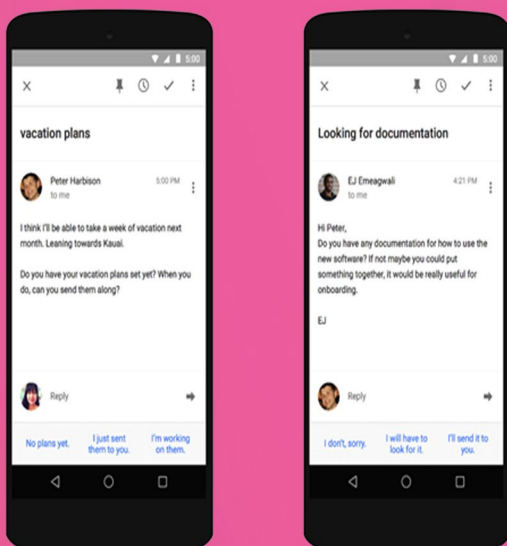 5:00
vacation plans
Peter Harbison
5:00 PM
to me
I think I'll be able to take a week of vacation next
month. Leaning towards Kauai.
Do you have your vacation plans set yet? When you
do, can you send them along?
Reply
No plans yet.
I just sent
them to you.
I'm working
on them.
5:00
Looking for documentation
EJ Emeagwali
4:21 PM
to me
Hi Peter,
Do you have any documentation for how to use the
new software? If not maybe you could put
something together, it would be really useful for
onboarding.
EJ
Reply
I don't, sorry.
I will have to
look for it.
I'll send it to
you.